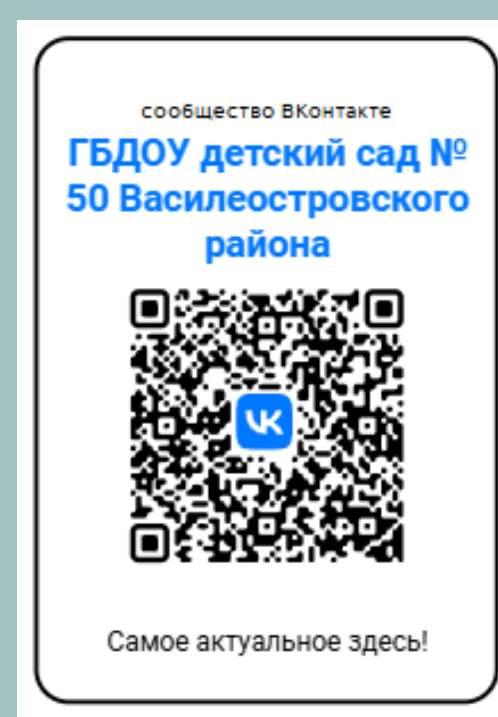 сообщество ВКонтакте
ГБДОУ детский сад №
50 Василеостровского
района
Самое актуальное здесь!